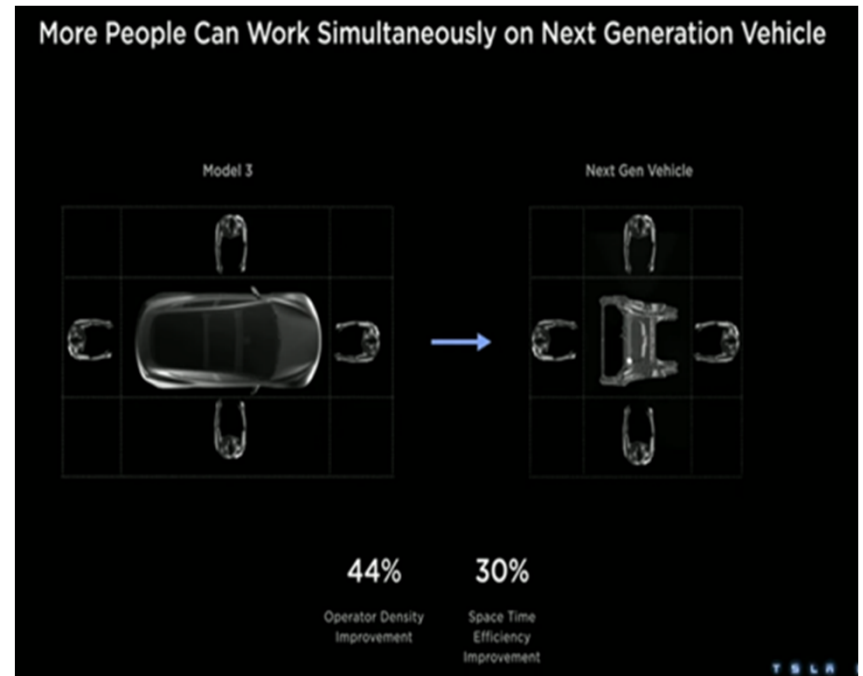 More People Can Work Simultaneously on Next Generation Vehicle
Model 3
Next Gen Vehicle
44%
Operator Density
Improvement
30%
Space Time
Efficiency
Improvement
T S L A